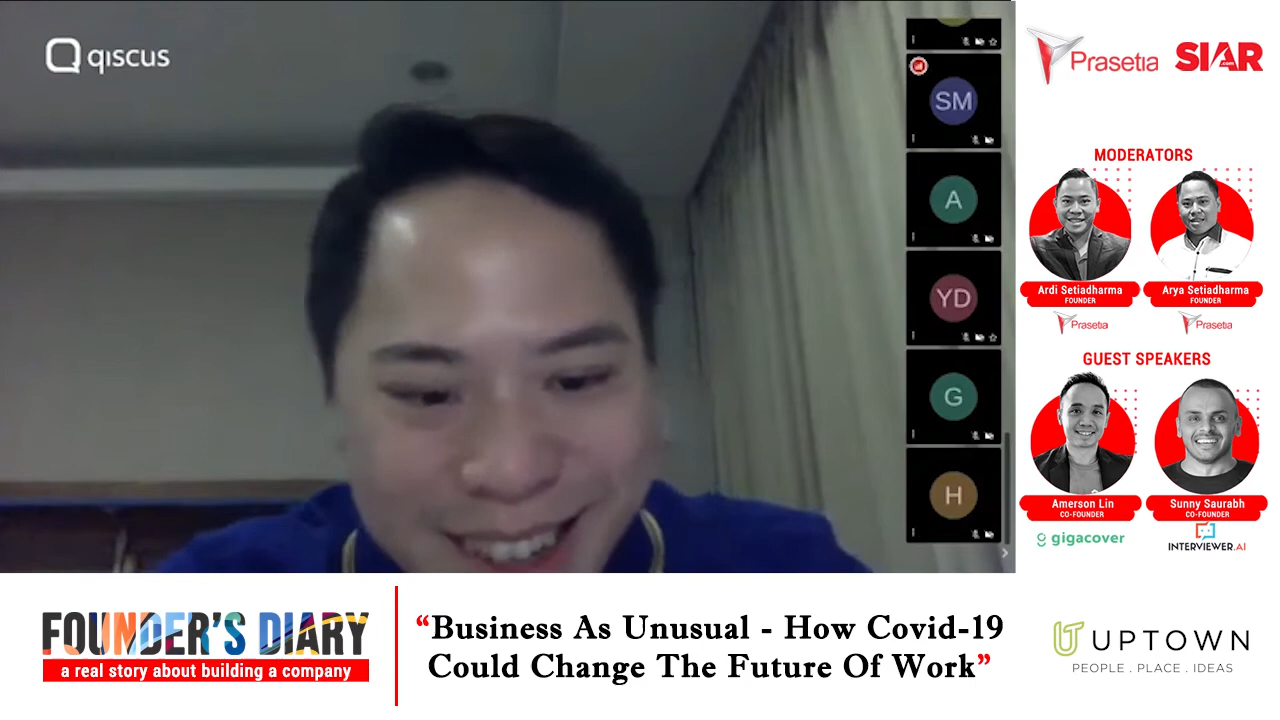 qiscus
SM
A
YD
G
H
Prasetia
SIAR
.com
MODERATORS
Ardi Setiadharma
FOUNDER
Prasetia
Arya Setiadharma
FOUNDER
Prasetia
GUEST SPEAKERS
Amerson Lin
CO-FOUNDER
gigacover
Sunny Saurabh
CO-FOUNDER
INTERVIEWER.AI
FOUNDER'S DIARY
a real story about building a company
“Business As Unusual - How Covid-19
Could Change The Future Of Work”
UPTOWN
PEOPLE . PLACE . IDEAS